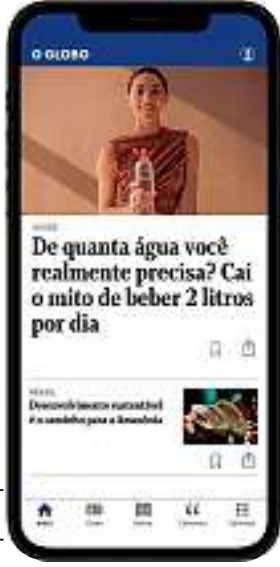 O GLOBO
De quanta água você
realmente precisa? Cai
o mito de beber 2 litros
por dia
BRASIL
Desenvolvimento sustentável
é o caminho para a Amazônia